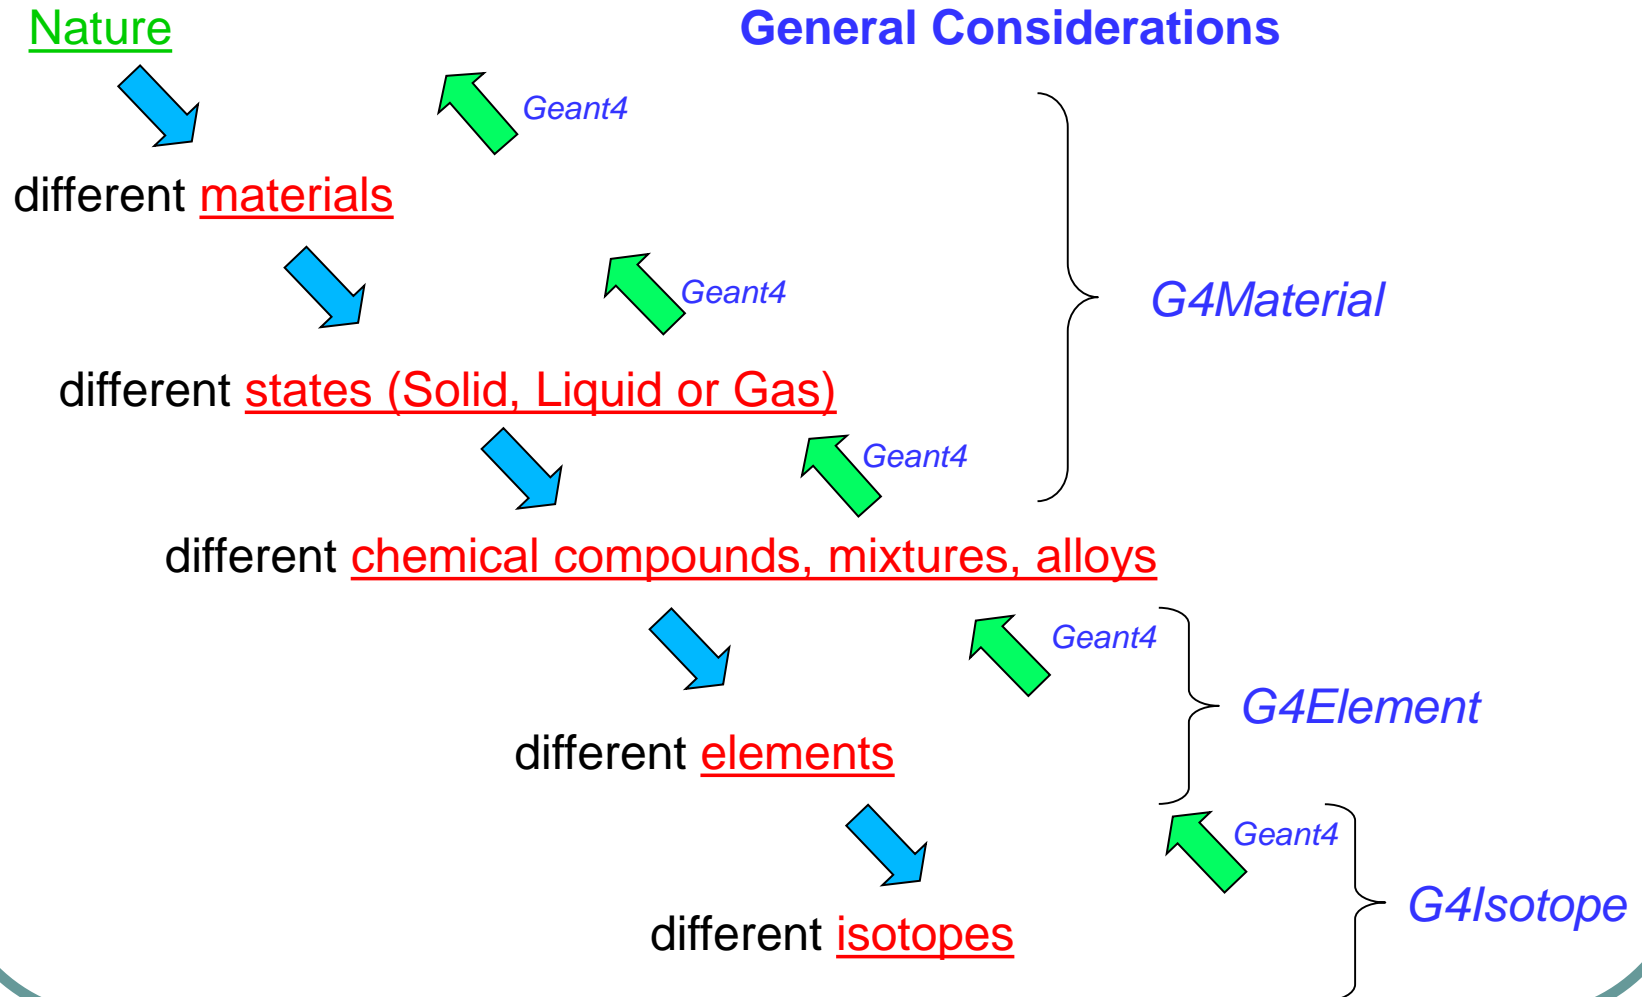 Nature
General Considerations
Geant4
different materials
Geant4
G4Material
different states (Solid, Liquid or Gas)
Geant4
different chemical compounds, mixtures, alloys
Geant4
G4Element
different elements
Geant4
G4Isotope
different isotopes